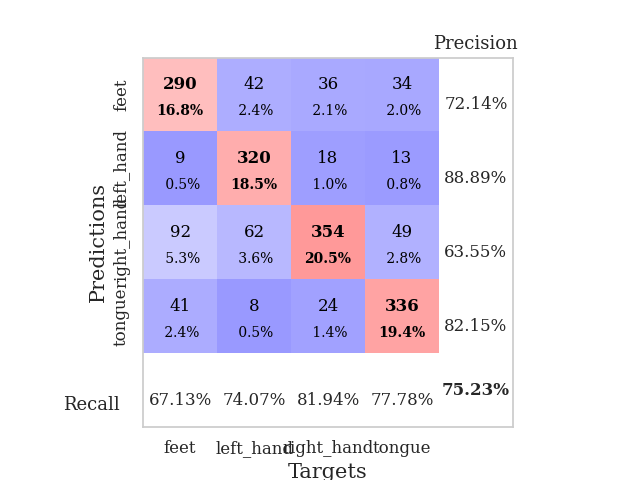 Precision
feet 290 42 36 34
16.8% 2.4% 2.1% 2.0% 72.14%
left_hand 9 320 18 13
0.5% 18.5% 1.0% 0.8% 88.89%
Predictions
right_hand 92 62 354 49
5.3% 3.6% 20.5% 2.8% 63.55%
tongue 41 8 24 336
2.4% 0.5% 1.4% 19.4% 82.15%
Recall 67.13% 74.07% 81.94% 77.78% 75.23%
feet left_hand right_hand tongue
Targets